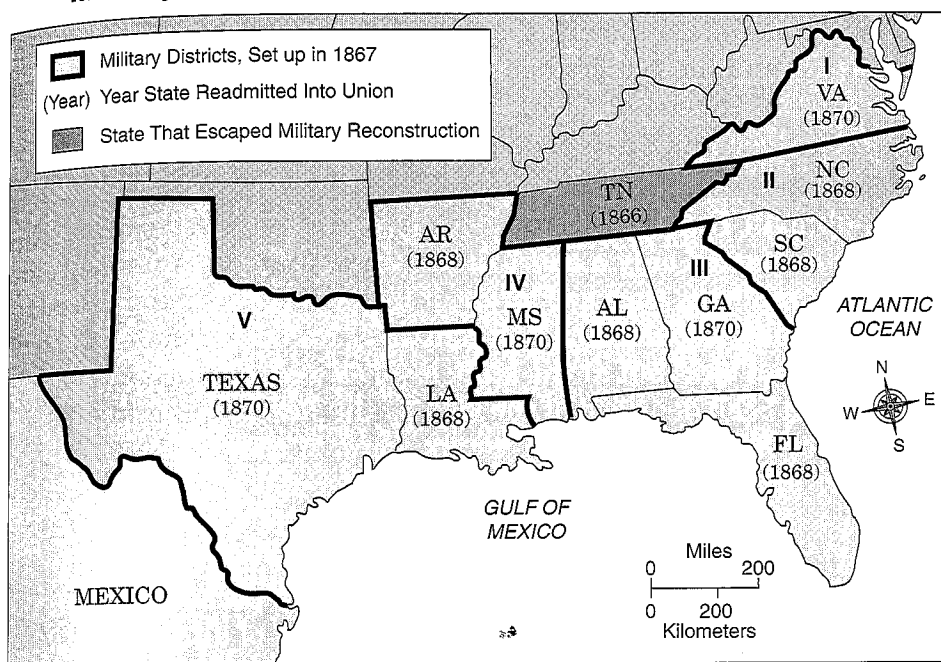 Military Districts, Set up in 1867
(Year) Year State Readmitted Into Union
State That Escaped Military Reconstruction
I
VA
(1870)
II
NC
(1868)
TN
(1866)
AR
(1868)
SC
(1868)
III
GA
(1870)
IV
MS
(1870)
AL
(1868)
V
TEXAS
(1870)
LA
(1868)
FL
(1868)
ATLANTIC
OCEAN
N
W
E
S
GULF OF
MEXICO
MEXICO
Miles
0 200
0 200
Kilometers